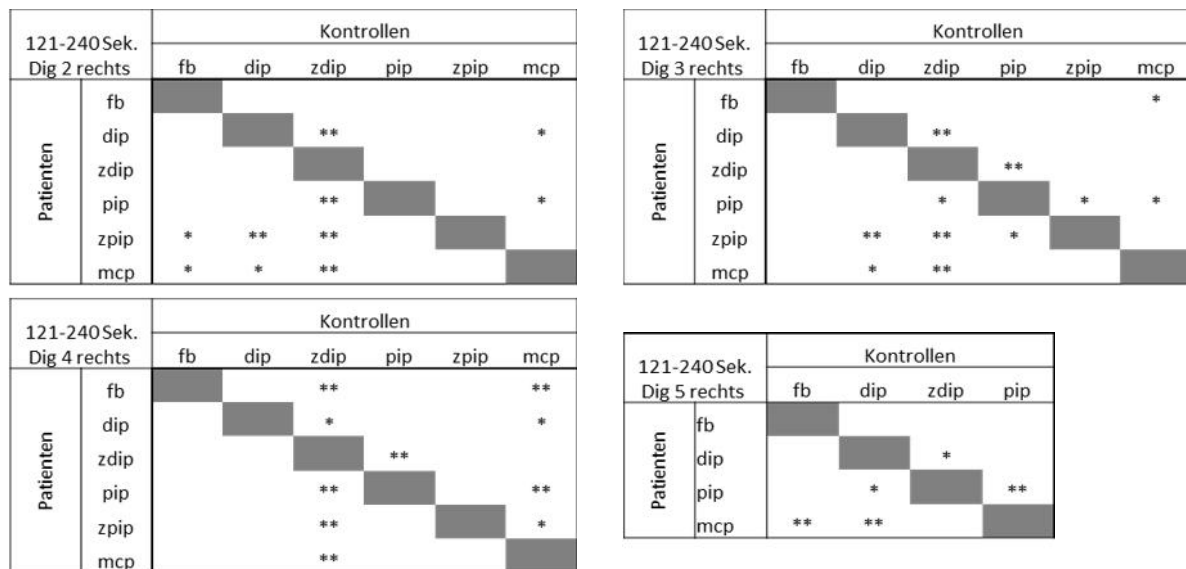 121-240 Sek.
Dig 2 rechts
Kontrollen
fb dip zdip pip zpip mcp
Patienten
fb
dip ** *
zdip
pip ** *
zpip * ** **
mcp * * **
121-240 Sek.
Dig 3 rechts
Kontrollen
fb dip zdip pip zpip mcp
Patienten
fb *
dip **
zdip **
pip * * *
zpip ** ** *
mcp * **
121-240 Sek.
Dig 4 rechts
Kontrollen
fb dip zdip pip zpip mcp
Patienten
fb ** **
dip * *
zdip **
pip ** **
zpip ** *
mcp **
121-240 Sek.
Dig 5 rechts
Kontrollen
fb dip zdip pip
Patienten
fb
dip *
pip * **
mcp ** **